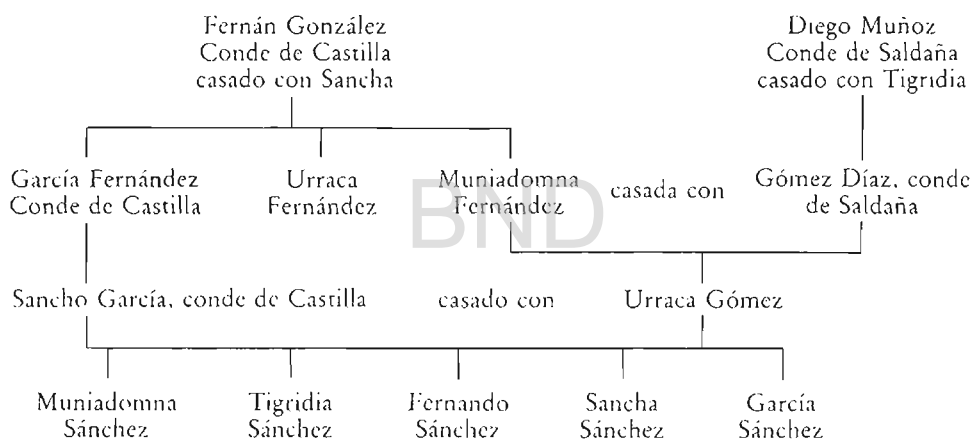 Fernán González
Conde de Castilla
casado con Sancha
Diego Muñoz
Conde de Saldaña
casado con Tigridia
García Fernández
Conde de Castilla
Urraca
Fernández
Muniadomna
Fernández
casada con
Gómez Díaz, conde
de Saldaña
BND
Sancho García, conde de Castilla
casado con
Urraca Gómez
Muniadomna
Sánchez
Tigridia
Sánchez
Fernando
Sánchez
Sancha
Sánchez
García
Sánchez